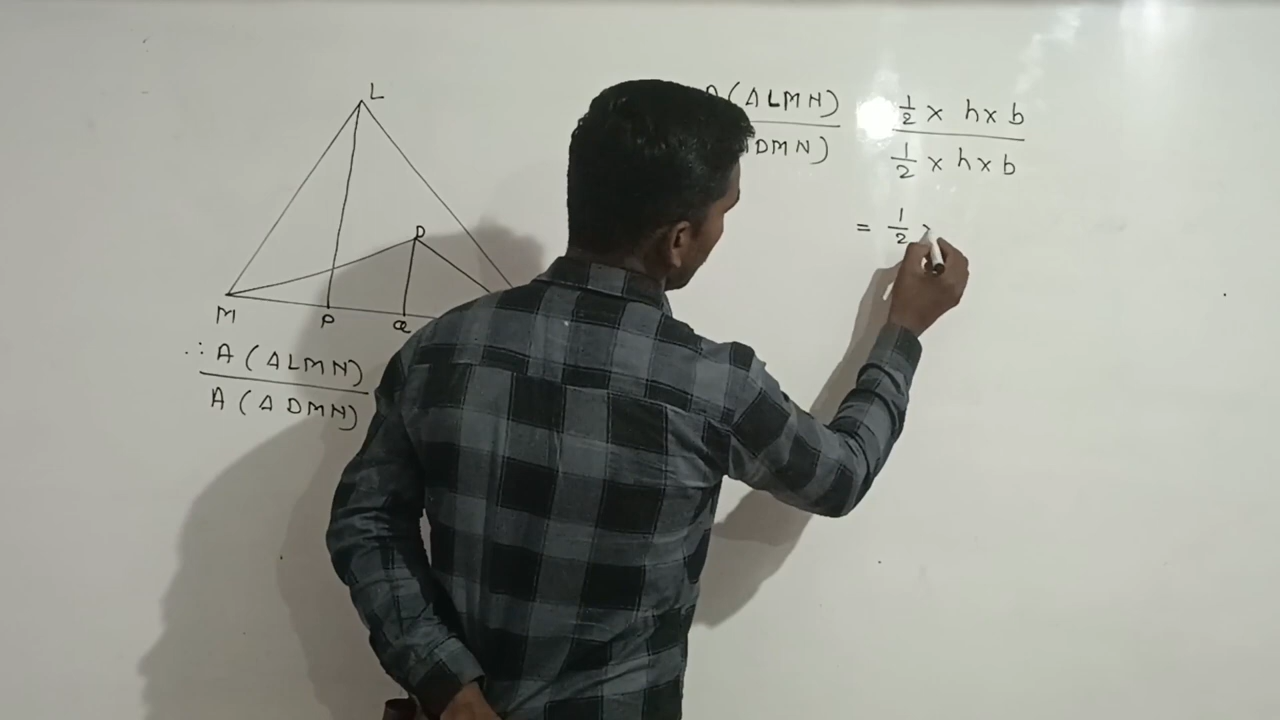 L
D
M P Q
∴ A ( Δ LMN)
A ( Δ DMN)
A ( Δ LMN)
DMN)
1/2 × h × b
1/2 × h × b
= 1/2 ×